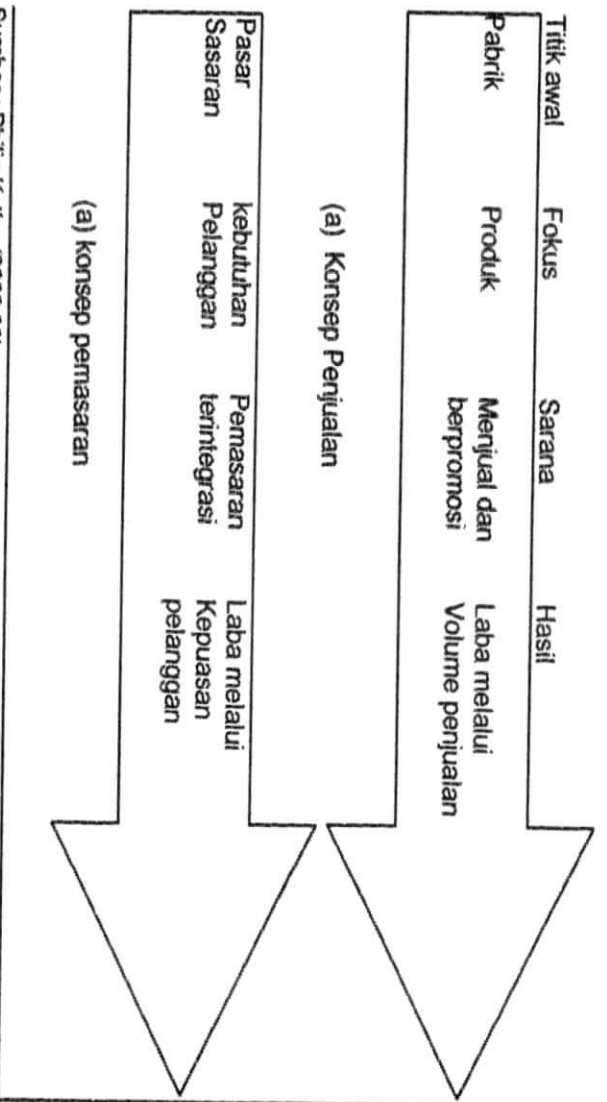 Titik awal Fokus Sarana Hasil
Pabrik Produk Menjual dan Laba melalui
berpromosi Volume penjualan
(a) Konsep Penjualan
Pasar kebutuhan Pemasaran Laba melalui
Sasaran Pelanggan terintegrasi Kepuasan
pelanggan
(a) konsep pemasaran